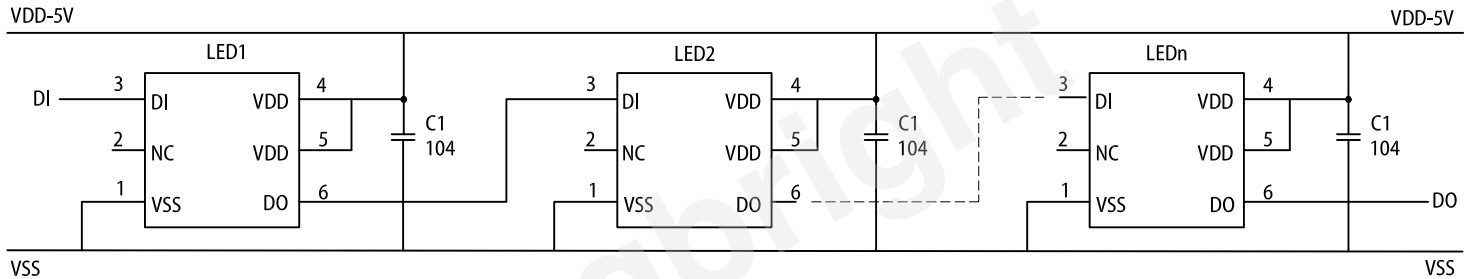 VDD-5V VDD-5V
LED1 LED2 LEDn
3 4 3 4 3 4
DI DI VDD DI VDD DI VDD
C1 C1 C1
2 5 104 2 5 104 2 5 104
NC VDD NC VDD NC VDD
1 6 1 6 1 6
VSS DO VSS DO VSS DO DO
VSS VSS